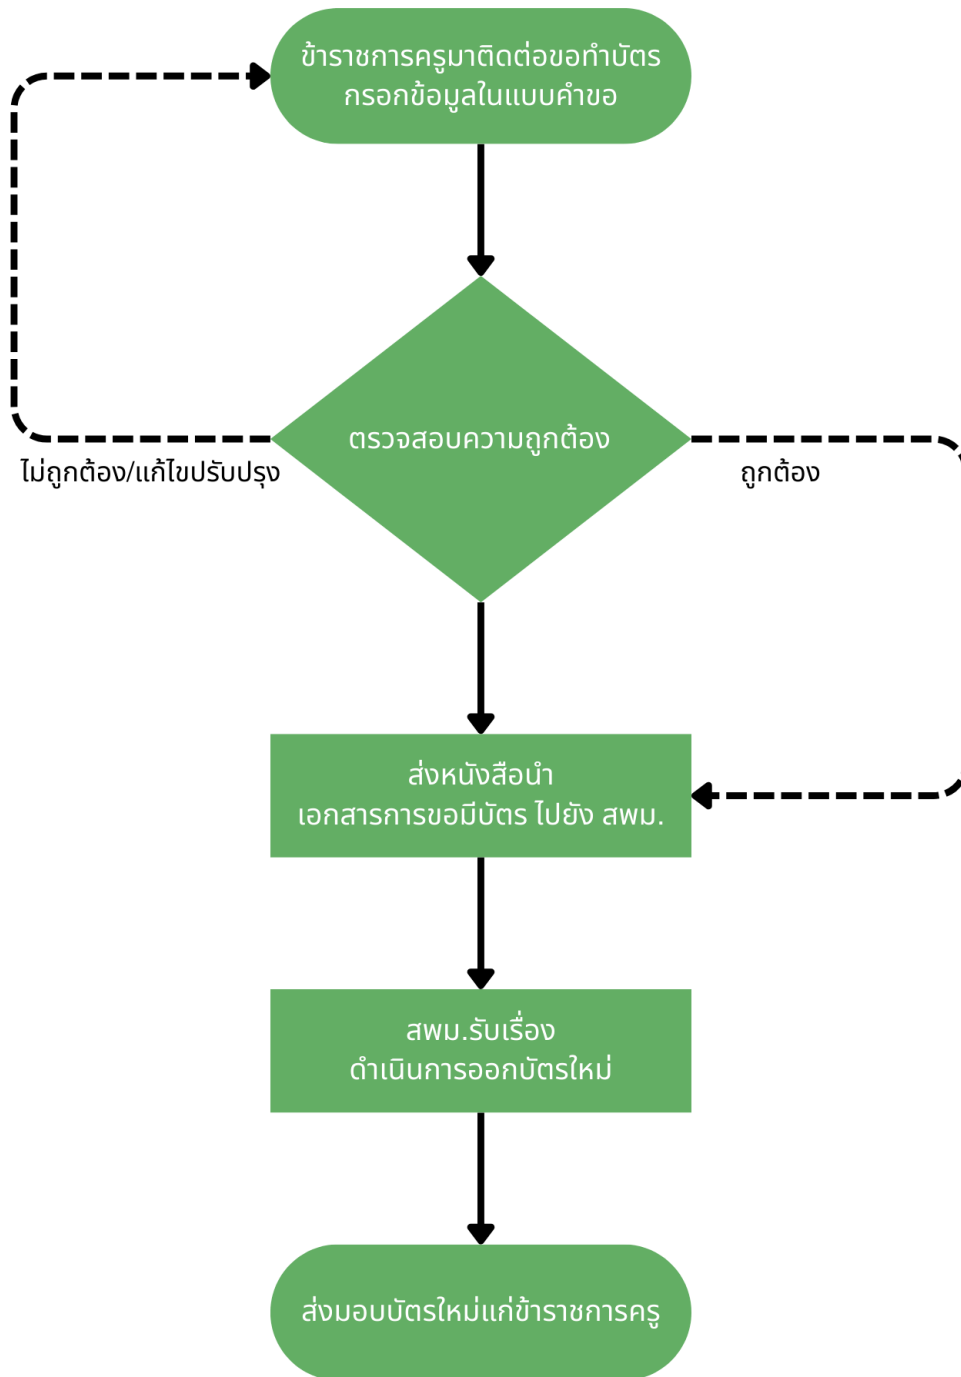 ข้าราชการครูมาติดต่อขอทำบัตร
กรอกข้อมูลในแบบคำขอ
ตรวจสอบความถูกต้อง
ไม่ถูกต้อง/แก้ไขปรับปรุง
ถูกต้อง
ส่งหนังสือนำ
เอกสารการขอมีบัตร ไปยัง สพม.
สพม.รับเรื่อง
ดำเนินการออกบัตรใหม่
ส่งมอบบัตรใหม่แก่ข้าราชการครู